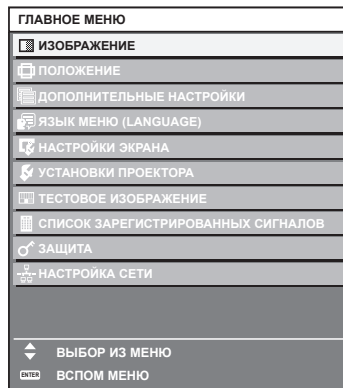 ГЛАВНОЕ МЕНЮ
ИЗОБРАЖЕНИЕ
ПОЛОЖЕНИЕ
ДОПОЛНИТЕЛЬНЫЕ НАСТРОЙКИ
ЯЗЫК МЕНЮ (LANGUAGE)
НАСТРОЙКИ ЭКРАНА
УСТАНОВКИ ПРОЕКТОРА
ТЕСТОВОЕ ИЗОБРАЖЕНИЕ
СПИСОК ЗАРЕГИСТРИРОВАННЫХ СИГНАЛОВ
ЗАЩИТА
НАСТРОЙКА СЕТИ
ВЫБОР ИЗ МЕНЮ
ENTER ВСПОМ МЕНЮ